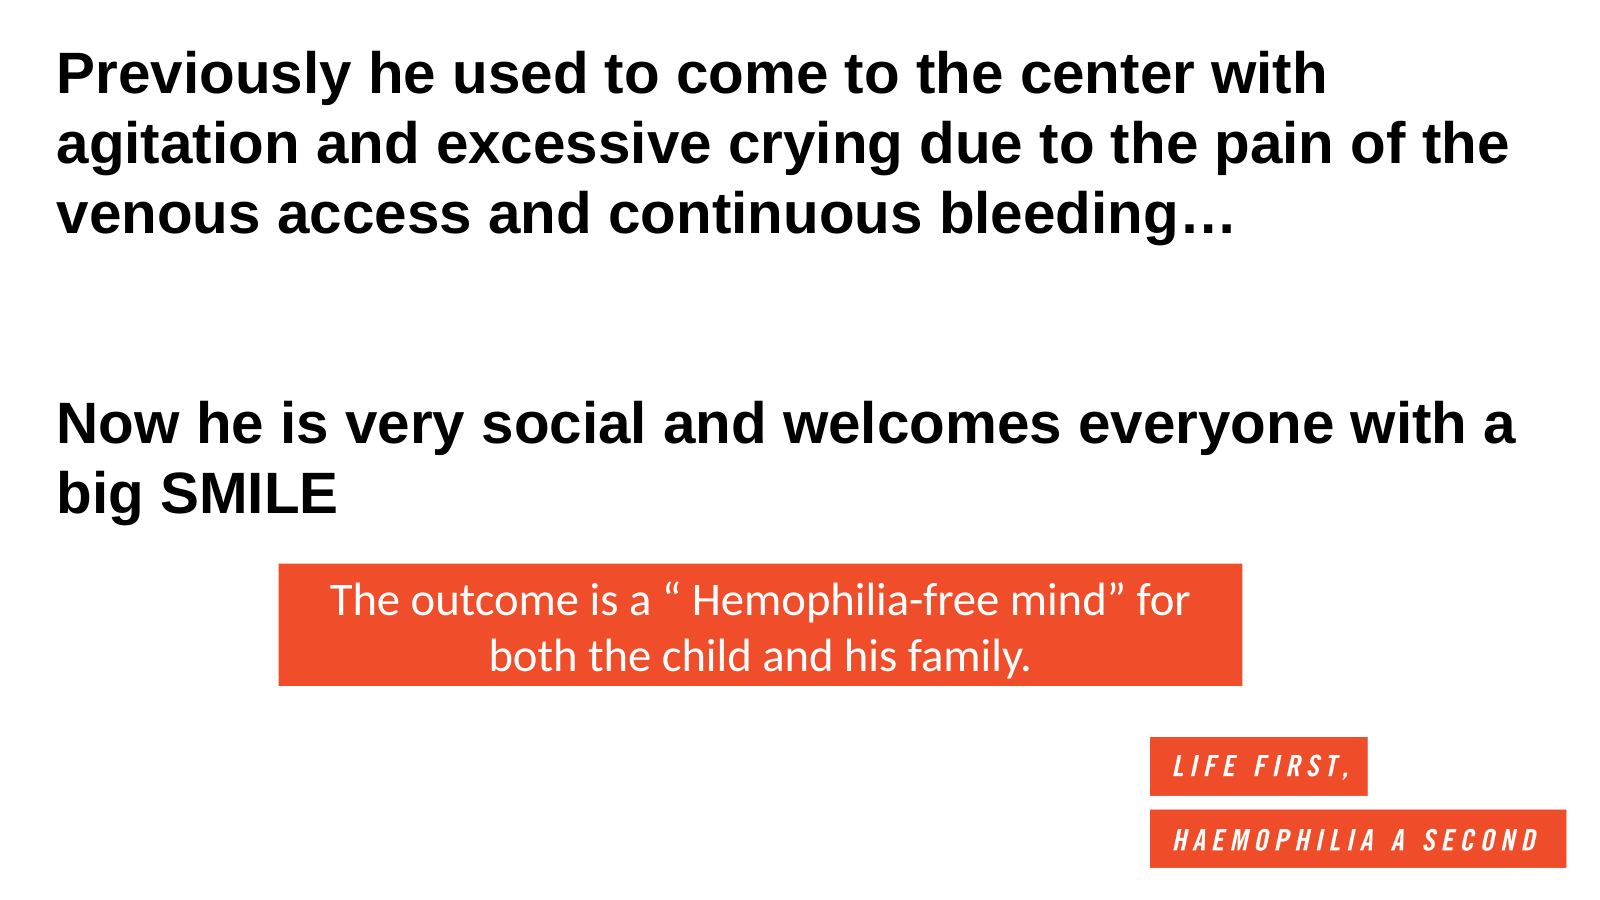 Previously he used to come to the center with
agitation and excessive crying due to the pain of the
venous access and continuous bleeding…
Now he is very social and welcomes everyone with a
big SMILE
The outcome is a “ Hemophilia-free mind” for
both the child and his family.
LIFE FIRST,
HAEMOPHILIA A SECOND